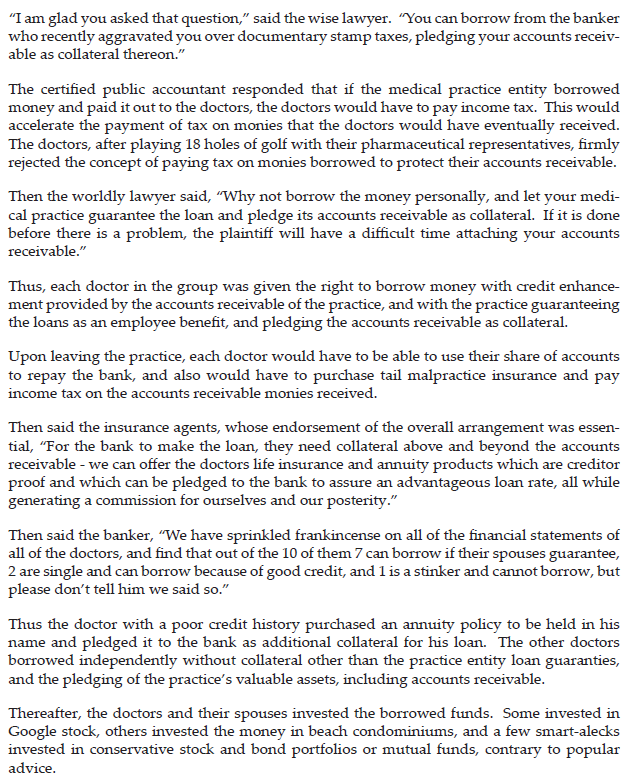 “I am glad you asked that question,” said the wise lawyer.  “You can borrow from the banker
who recently aggravated you over documentary stamp taxes, pledging your accounts receiv-
able as collateral thereon.”
The certified public accountant responded that if the medical practice entity borrowed
money and paid it out to the doctors, the doctors would have to pay income tax.  This would
accelerate the payment of tax on monies that the doctors would have eventually received.
The doctors, after playing 18 holes of golf with their pharmaceutical representatives, firmly
rejected the concept of paying tax on monies borrowed to protect their accounts receivable.
Then the worldly lawyer said, “Why not borrow the money personally, and let your medi-
cal practice guarantee the loan and pledge its accounts receivable as collateral.  If it is done
before there is a problem, the plaintiff will have a difficult time attaching your accounts
receivable.”
Thus, each doctor in the group was given the right to borrow money with credit enhance-
ment provided by the accounts receivable of the practice, and with the practice guaranteeing
the loans as an employee benefit, and pledging the accounts receivable as collateral.
Upon leaving the practice, each doctor would have to be able to use their share of accounts
to repay the bank, and also would have to purchase tail malpractice insurance and pay
income tax on the accounts receivable monies received.
Then said the insurance agents, whose endorsement of the overall arrangement was essen-
tial, “For the bank to make the loan, they need collateral above and beyond the accounts
receivable - we can offer the doctors life insurance and annuity products which are creditor
proof and which can be pledged to the bank to assure an advantageous loan rate, all while
generating a commission for ourselves and our posterity.”
Then said the banker, “We have sprinkled frankincense on all of the financial statements of
all of the doctors, and find that out of the 10 of them 7 can borrow if their spouses guarantee,
2 are single and can borrow because of good credit, and 1 is a stinker and cannot borrow, but
please don’t tell him we said so.”
Thus the doctor with a poor credit history purchased an annuity policy to be held in his
name and pledged it to the bank as additional collateral for his loan.  The other doctors
borrowed independently without collateral other than the practice entity loan guaranties,
and the pledging of the practice’s valuable assets, including accounts receivable.
Thereafter, the doctors and their spouses invested the borrowed funds.  Some invested in
Google stock, others invested the money in beach condominiums, and a few smart-alecks
invested in conservative stock and bond portfolios or mutual funds, contrary to popular
advice.